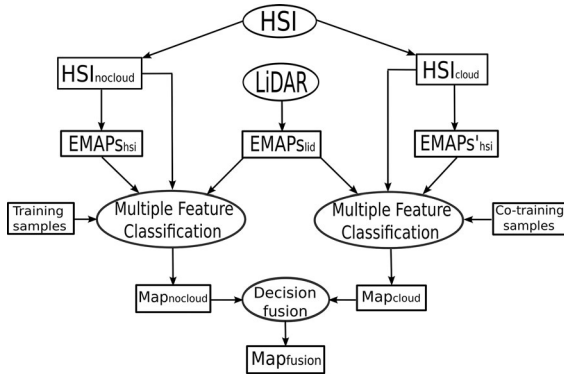 HSI
HSInocloud
LiDAR
HSIcloud
EMAPShsi
EMAPSlid
EMAPS'hsi
Training
samples
Multiple Feature
Classification
Multiple Feature
Classification
Co-training
samples
Mapnocloud
Decision
fusion
Mapcloud
Mapfusion